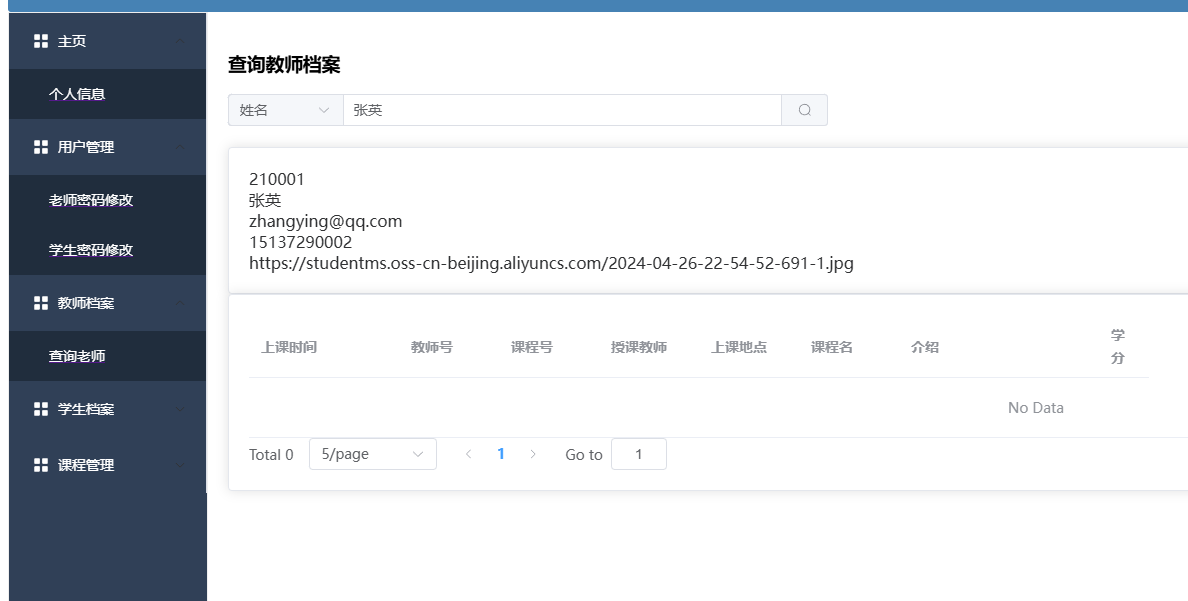 主页
个人信息
用户管理
老师密码修改
学生密码修改
教师档案
查询老师
学生档案
课程管理
查询教师档案
姓名 张英
210001
张英
zhangying@qq.com
15137290002
https://studentms.oss-cn-beijing.aliyuncs.com/2024-04-26-22-54-52-691-1.jpg
上课时间 教师号 课程号 授课教师 上课地点 课程名 介绍 学
分
No Data
Total 0 5/page 1 Go to 1